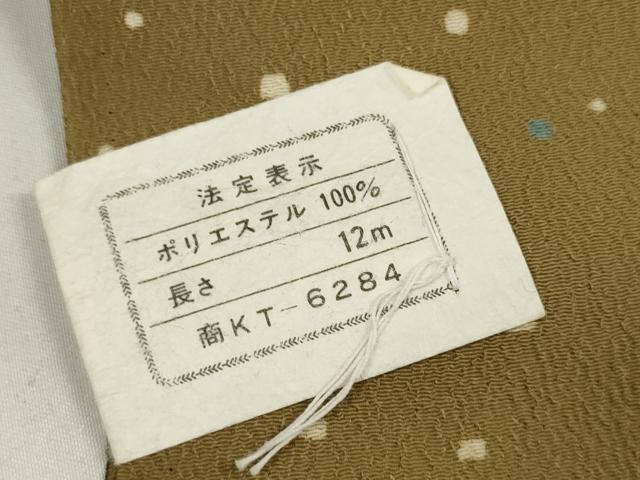 法定表示
ポリエステル 100%
長さ 12m
商KT-6284